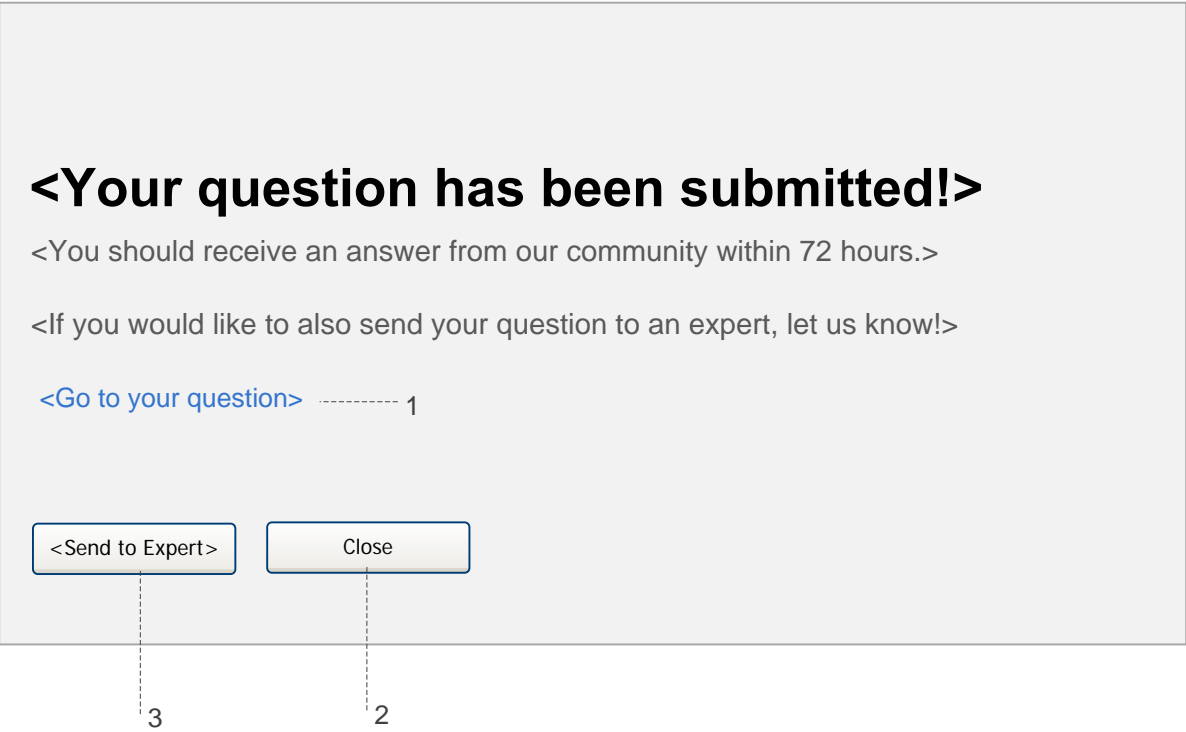 <Your question has been submitted!>
<You should receive an answer from our community within 72 hours.>
<If you would like to also send your question to an expert, let us know!>
<Go to your question> 1
<Send to Expert> Close
3 2